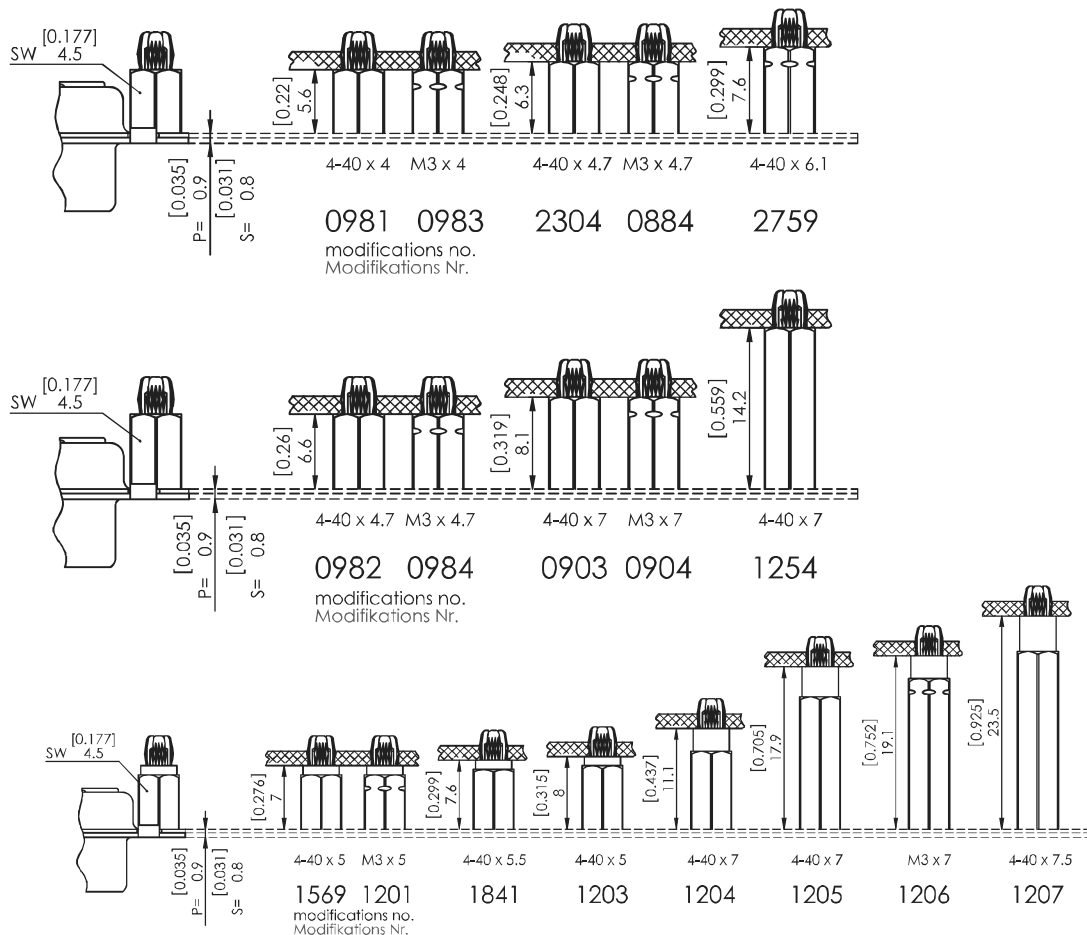 [0.177]
SW 4.5
[0.22]
5.6
[0.248]
6.3
[0.299]
7.6
[0.035]
P= 0.9
[0.031]
S= 0.8
4-40 x 4 M3 x 4 4-40 x 4.7 M3 x 4.7 4-40 x 6.1
0981 0983 2304 0884 2759
modifications no.
Modifikations Nr.
[0.177]
SW 4.5
[0.26]
6.6
[0.319]
8.1
[0.559]
14.2
[0.035]
P= 0.9
[0.031]
S= 0.8
4-40 x 4.7 M3 x 4.7 4-40 x 7 M3 x 7 4-40 x 7
0982 0984 0903 0904 1254
modifications no.
Modifikations Nr.
[0.177]
SW 4.5
[0.276]
7
[0.299]
7.6
[0.315]
8
[0.437]
11.1
[0.705]
17.9
[0.752]
19.1
[0.925]
23.5
[0.035]
P= 0.9
[0.031]
S= 0.8
4-40 x 5 M3 x 5 4-40 x 5.5 4-40 x 5 4-40 x 7 4-40 x 7 M3 x 7 4-40 x 7.5
1569 1201 1841 1203 1204 1205 1206 1207
modifications no.
Modifikations Nr.